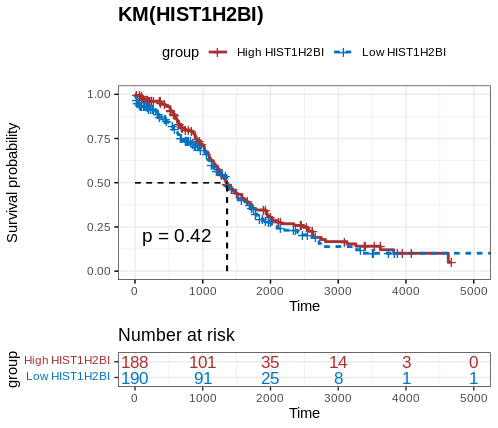 KM(HIST1H2BI)
group High HIST1H2BI Low HIST1H2BI
Survival probability
1.00
0.75
0.50
0.25
0.00
p = 0.42
0 1000 2000 3000 4000 5000
Time
Number at risk
group
High HIST1H2BI 188 101 35 14 3 0
Low HIST1H2BI 190 91 25 8 1 1
0 1000 2000 3000 4000 5000
Time